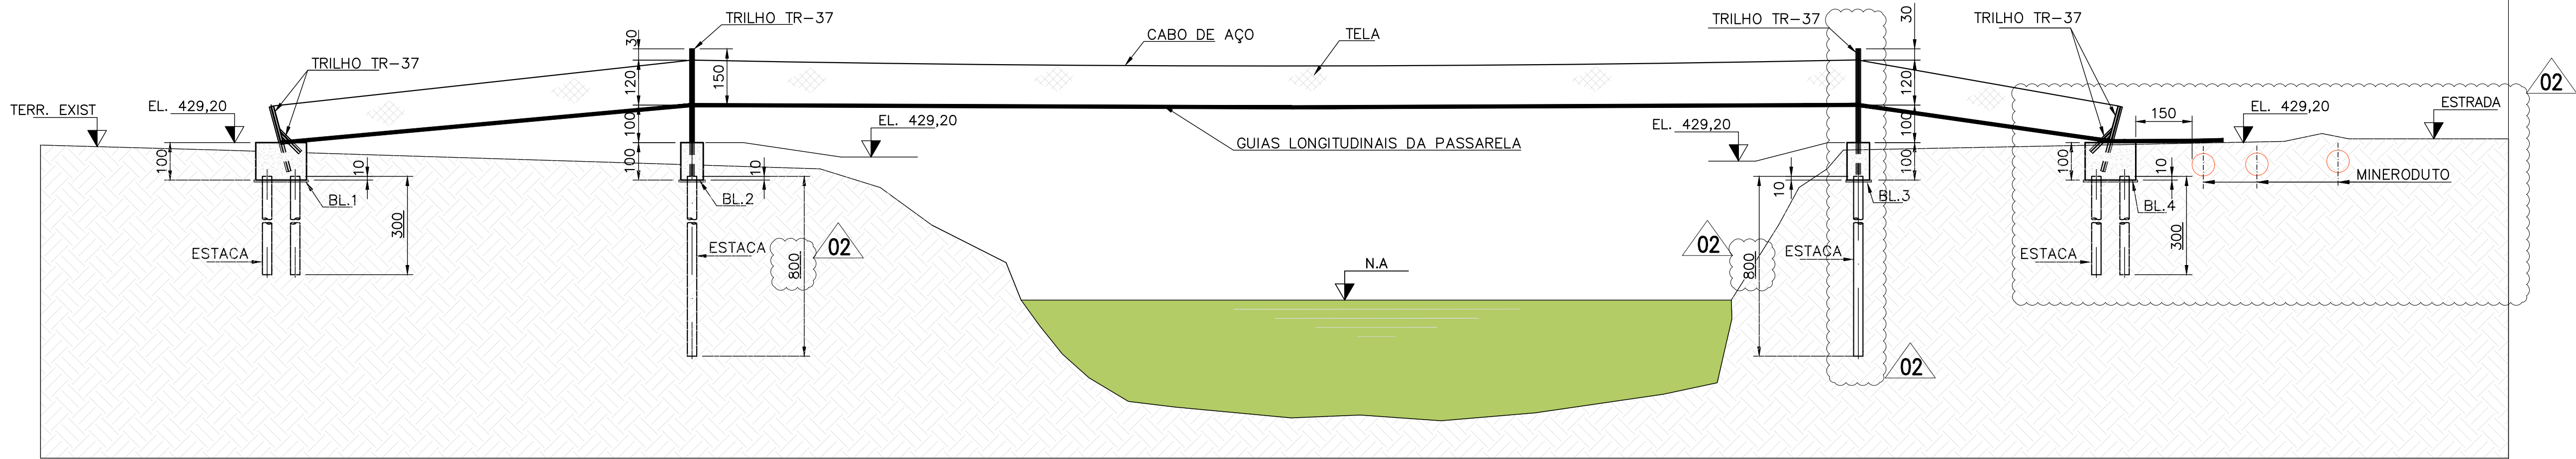 TERR. EXIST
EL. 429,20
TRILHO TR-37
100
10
BL.1
300
ESTACA
TRILHO TR-37
30
120
150
100
100
10
BL.2
ESTACA
800
02
EL. 429,20
CABO DE AÇO
TELA
GUIAS LONGITUDINAIS DA PASSARELA
N.A
TRILHO TR-37
30
120
100
100
EL. 429,20
10
BL.3
02
800
ESTACA
02
TRILHO TR-37
150
EL. 429,20
ESTRADA
02
100
10
MINERODUTO
BL.4
300
ESTACA